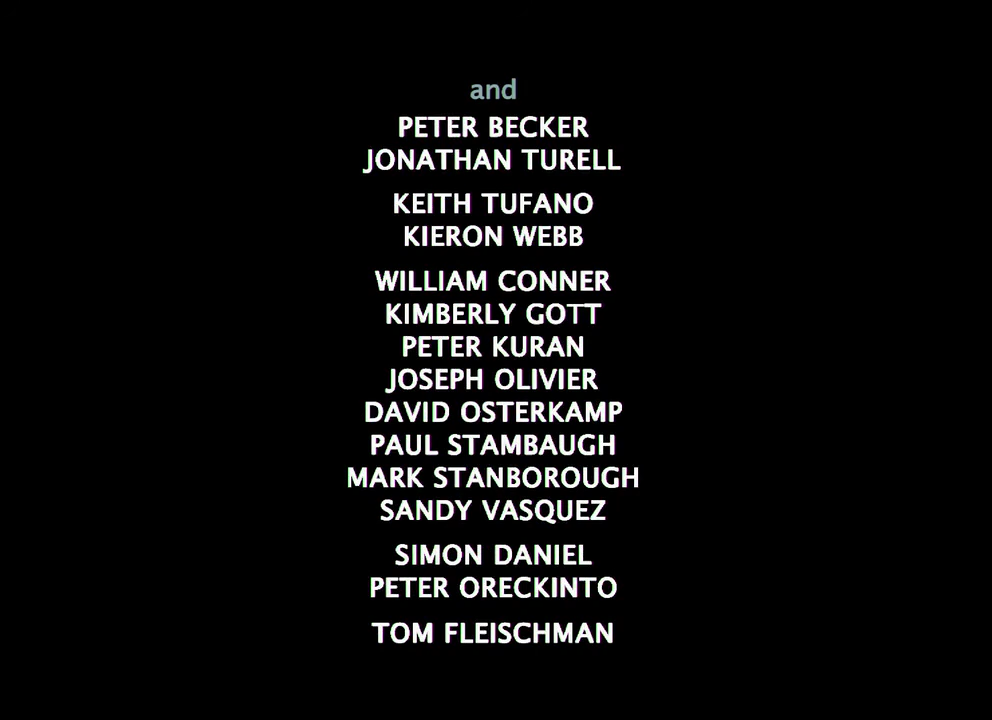 and
PETER BECKER
JONATHAN TURELL
KEITH TUFANO
KIERON WEBB
WILLIAM CONNER
KIMBERLY GOTT
PETER KURAN
JOSEPH OLIVIER
DAVID OSTERKAMP
PAUL STAMBAUGH
MARK STANBOROUGH
SANDY VASQUEZ
SIMON DANIEL
PETER ORECKINTO
TOM FLEISCHMAN